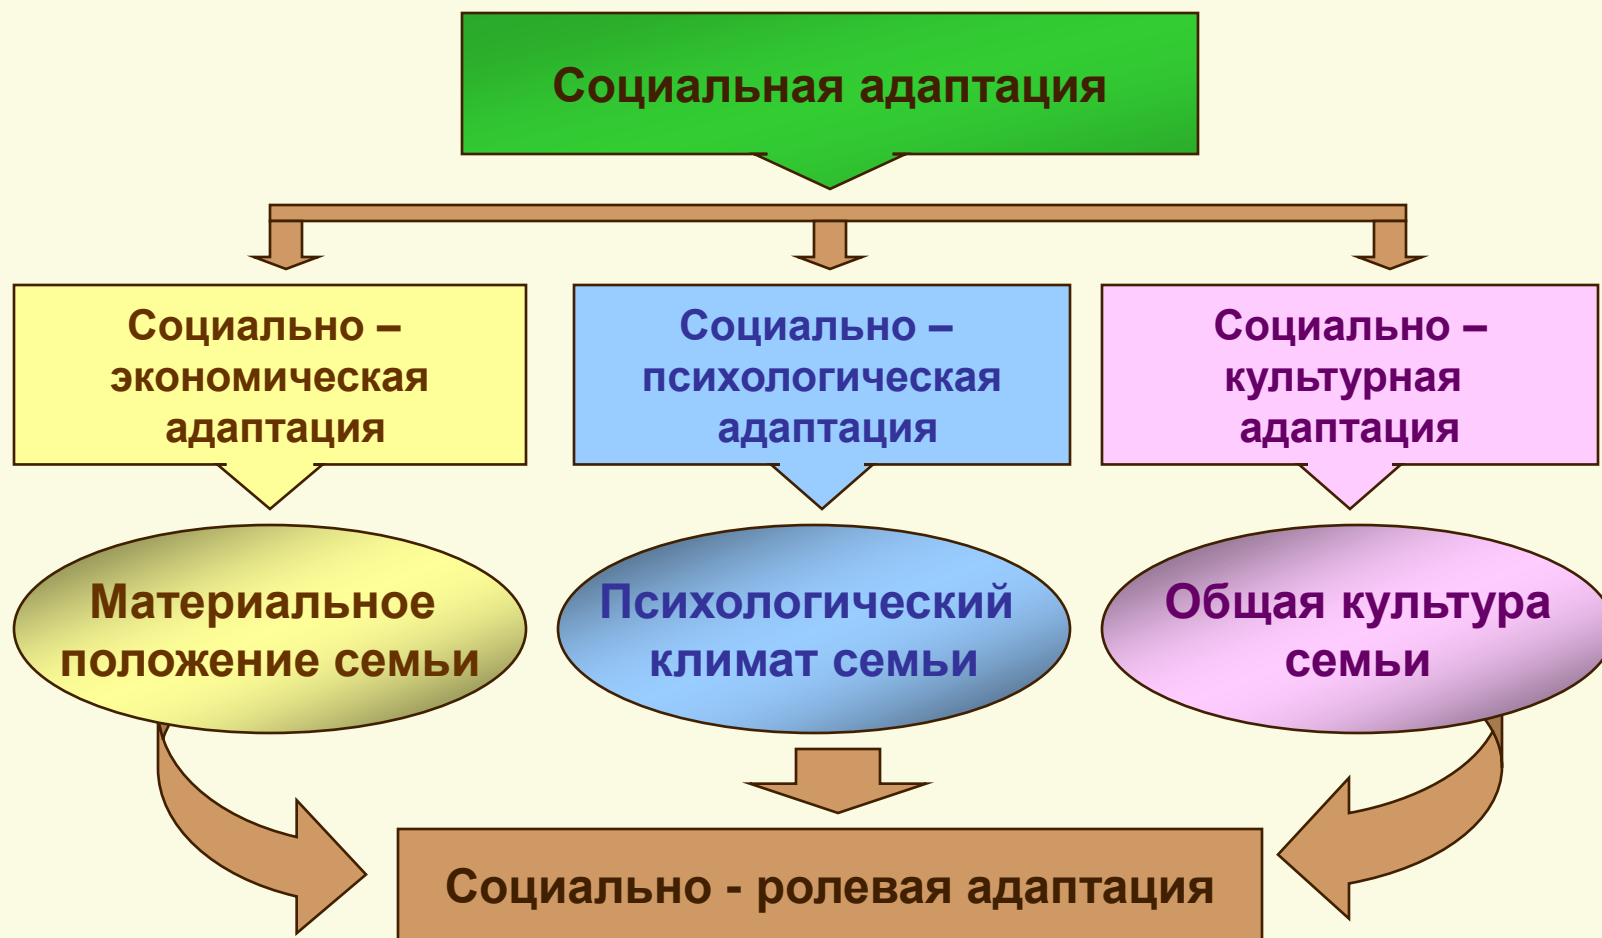 Социальная адаптация
Социально –
экономическая
адаптация
Социально –
психологическая
адаптация
Социально –
культурная
адаптация
Материальное
положение семьи
Психологический
климат семьи
Общая культура
семьи
Социально - ролевая адаптация